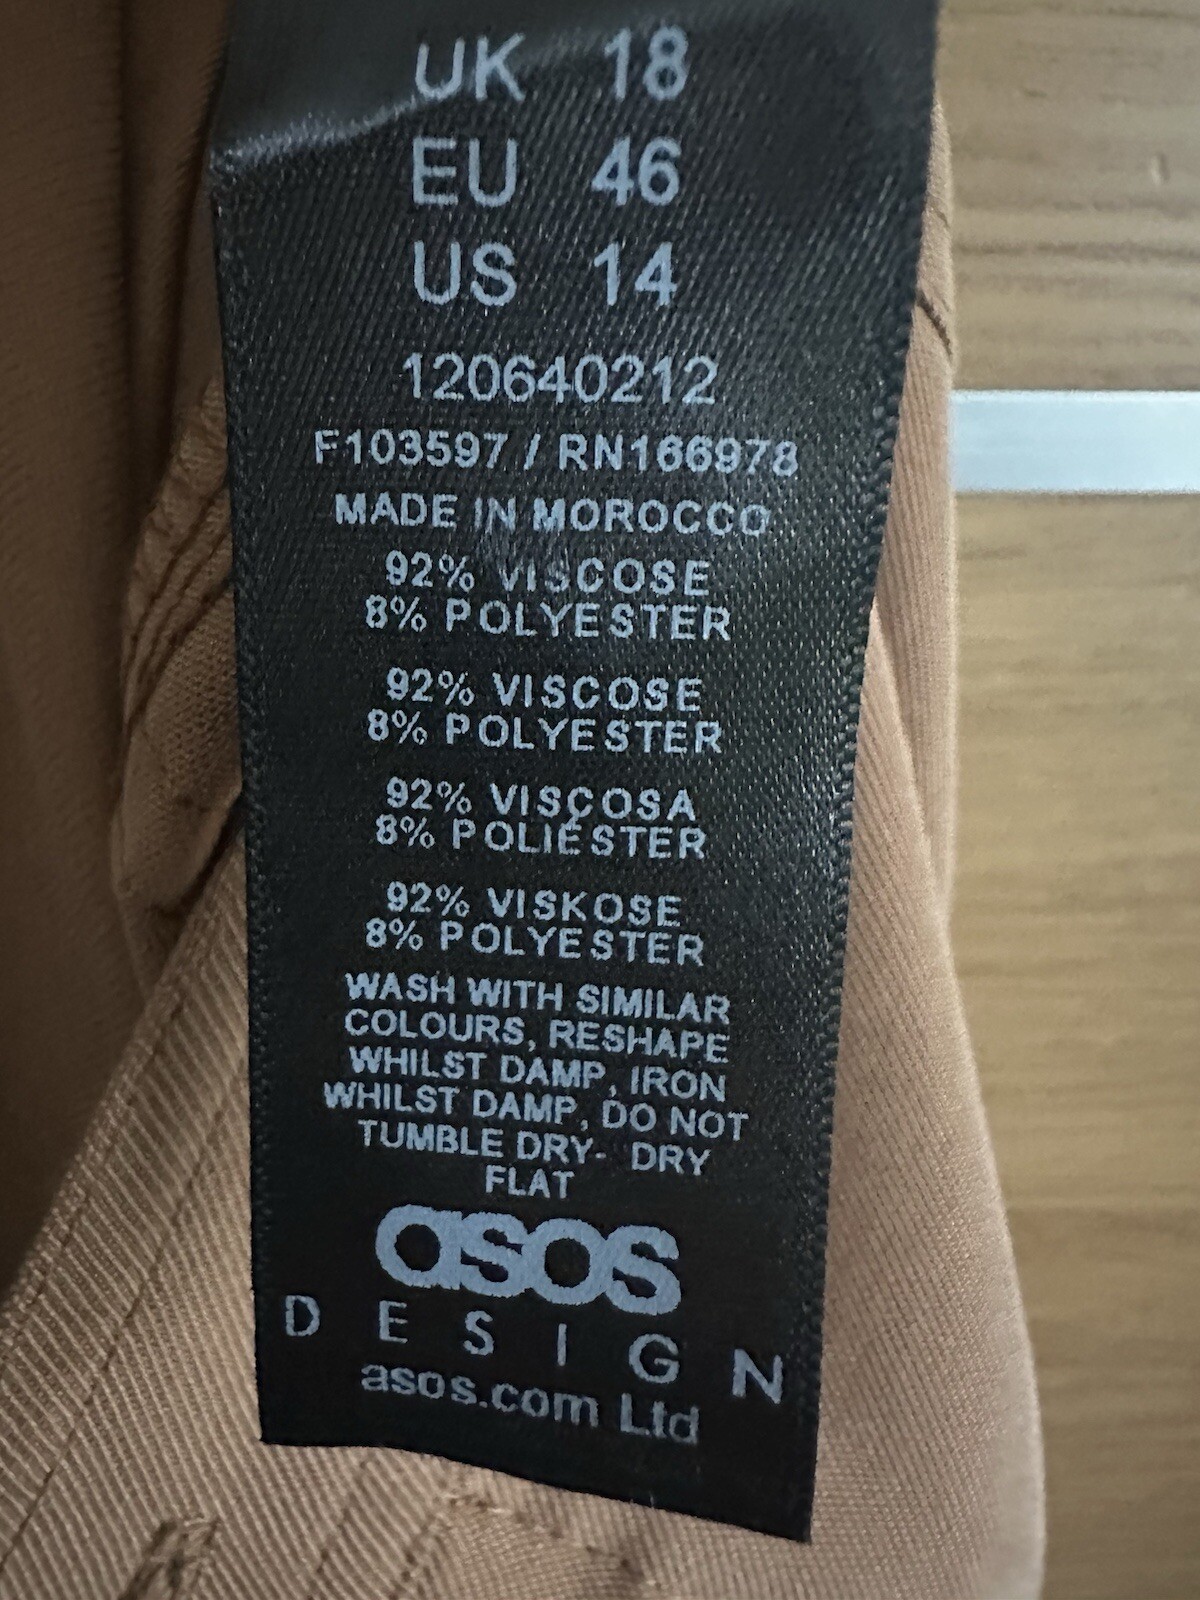 UK 18
EU 46
US 14
120640212
F103597 / RN166978
MADE IN MOROCCO
92% VISCOSE
8% POLYESTER
92% VISCOSE
8% POLYESTER
92% VISCOSA
8% POLIÉSTER
92% VISKOSE
8% POLYESTER
WASH WITH SIMILAR
COLOURS, RESHAPE
WHILST DAMP, IRON
WHILST DAMP, DO NOT
TUMBLE DRY- DRY
FLAT
asos
DESIGN
asos.com Ltd